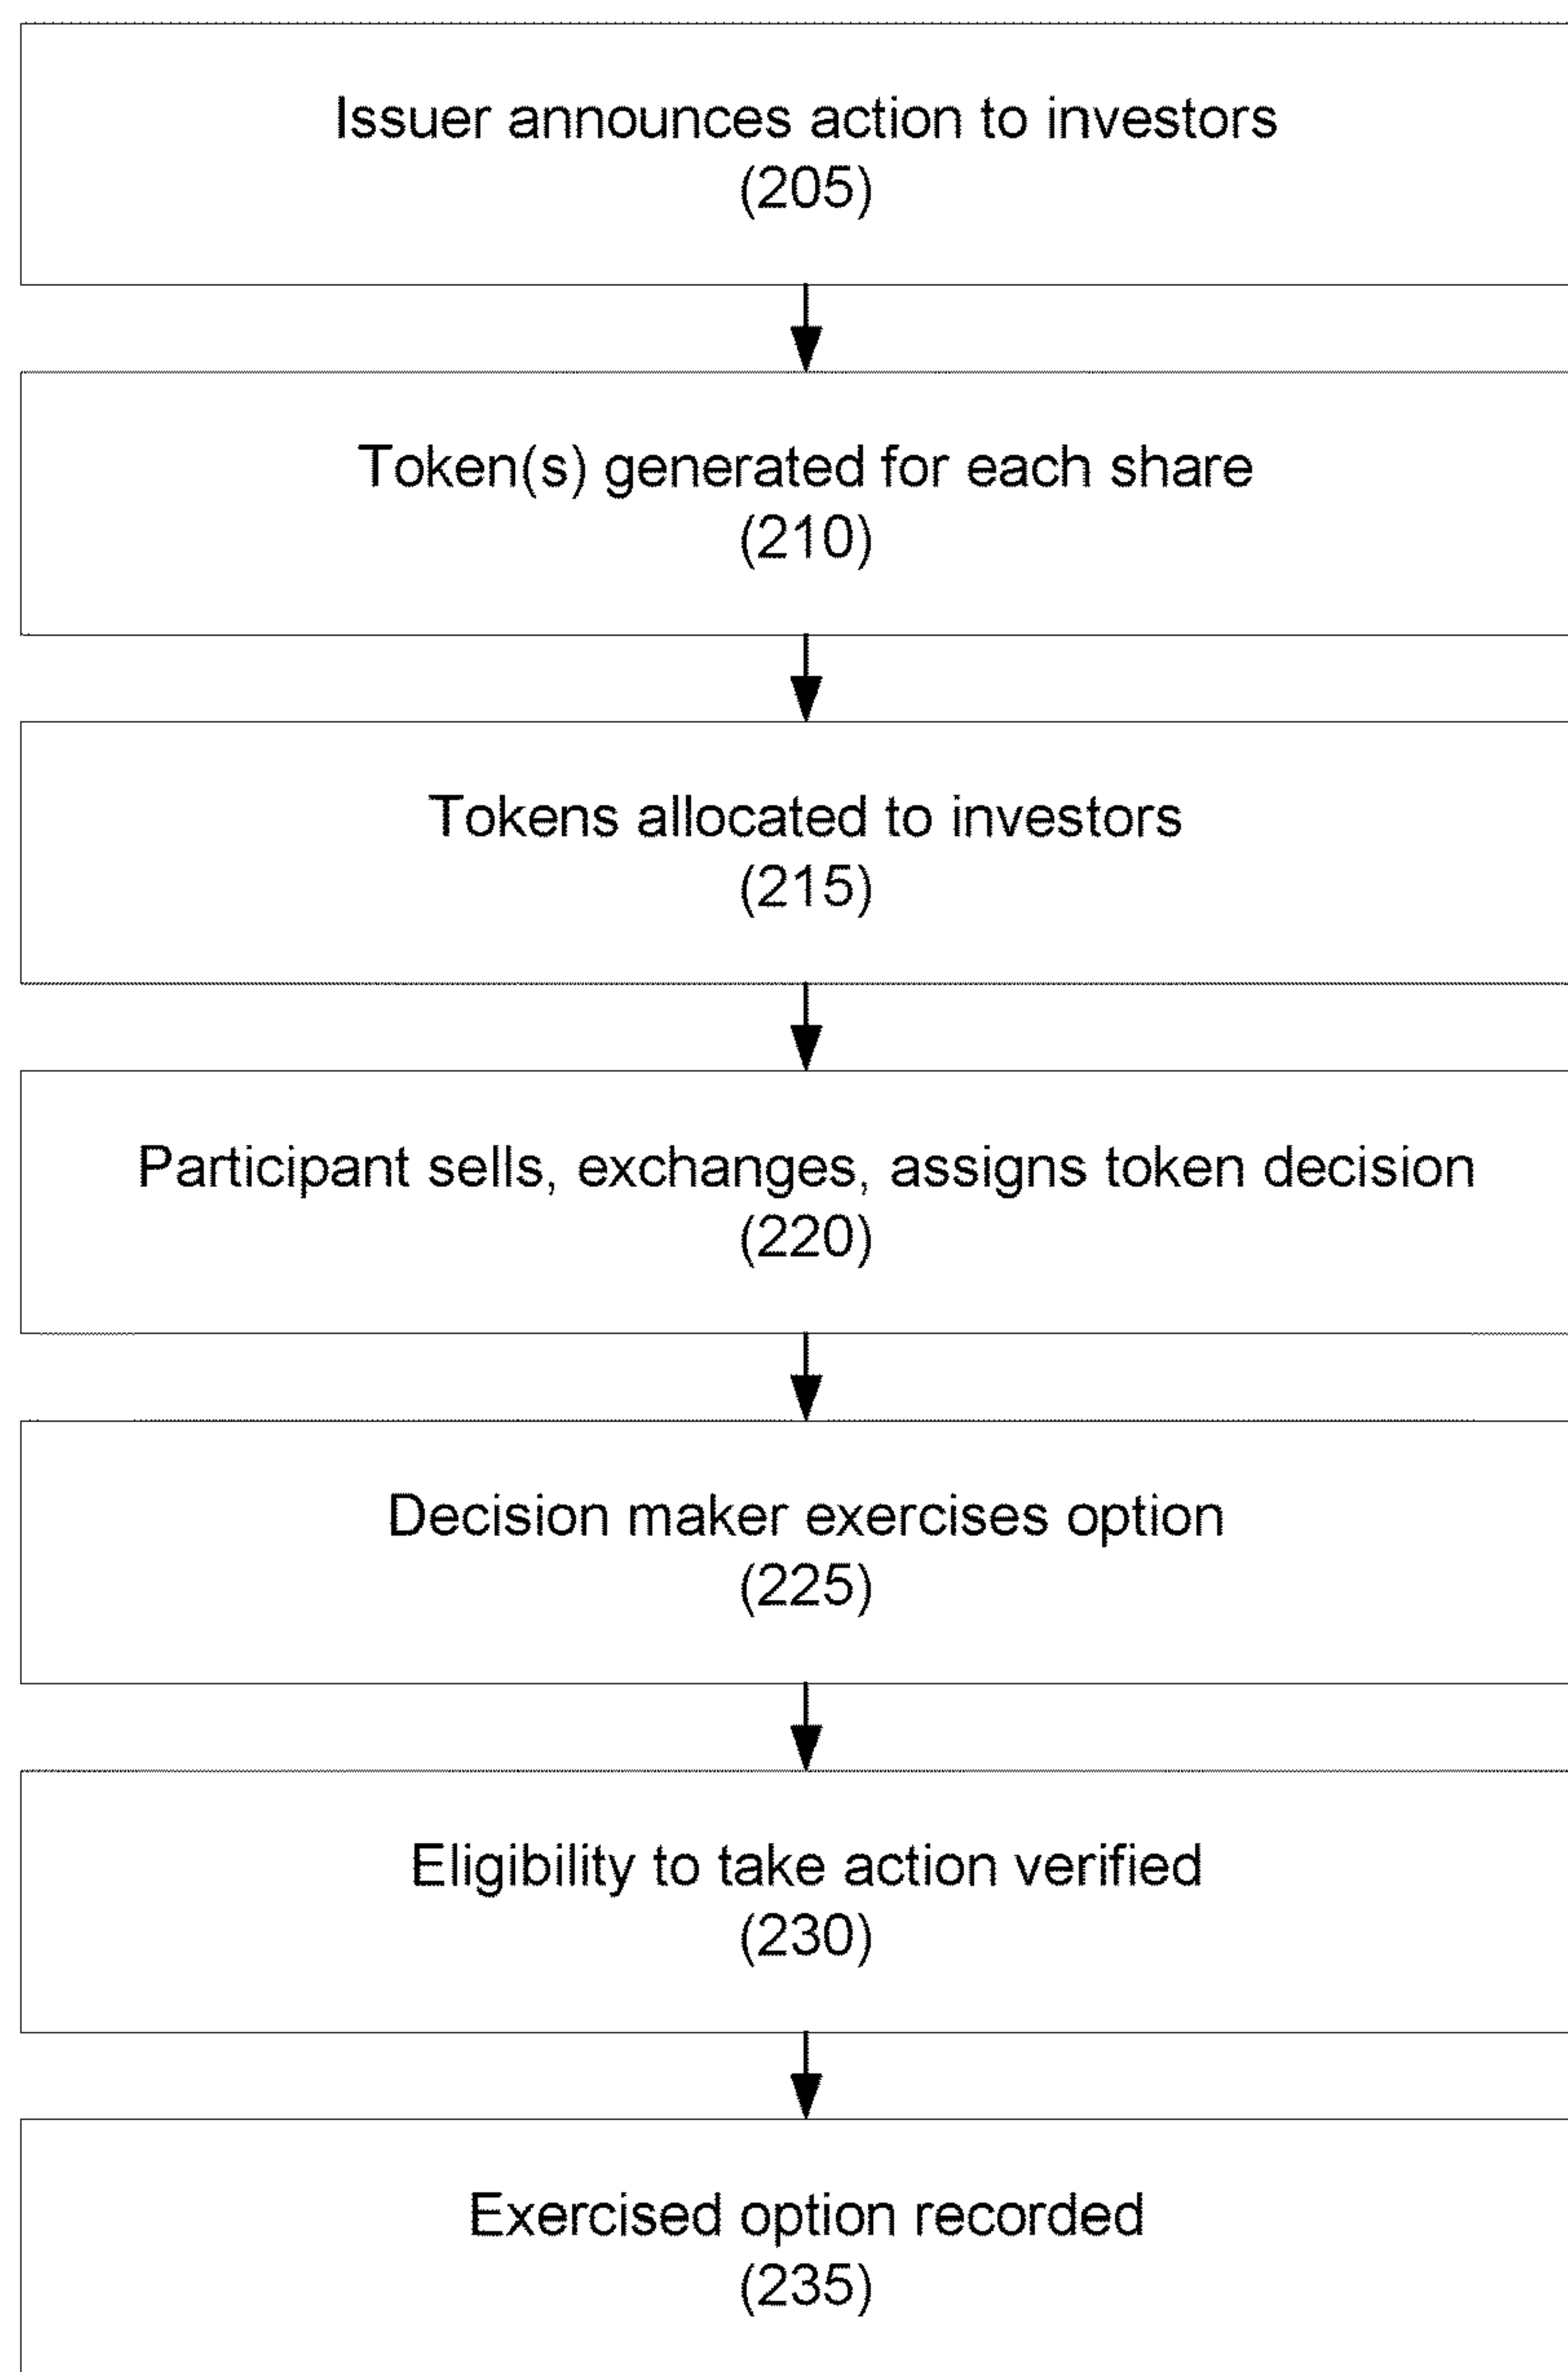 Issuer announces action to investors
(205)
Token(s) generated for each share
(210)
Tokens allocated to investors
(215)
Participant sells, exchanges, assigns token decision
(220)
Decision maker exercises option
(225)
Eligibility to take action verified
(230)
Exercised option recorded
(235)